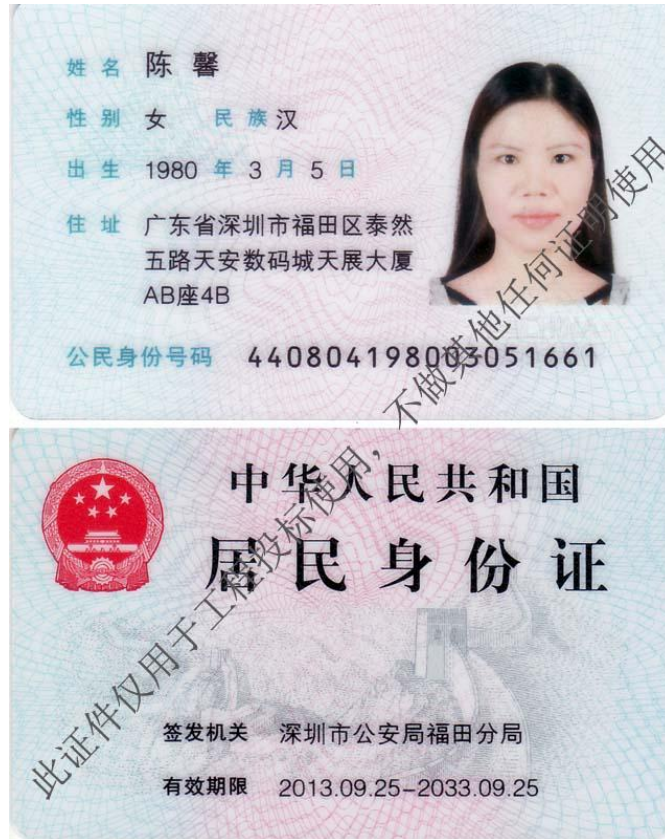 姓名 陈馨
性别 女 民族 汉
出生 1980 年 3 月 5 日
住址 广东省深圳市福田区泰然
五路天安数码城天展大厦
AB座4B
公民身份号码 440804198003051661
中华人民共和国
居民身份证
签发机关 深圳市公安局福田分局
有效期限 2013.09.25-2033.09.25
此证件仅用于工程投标使用，不做其他任何证明使用